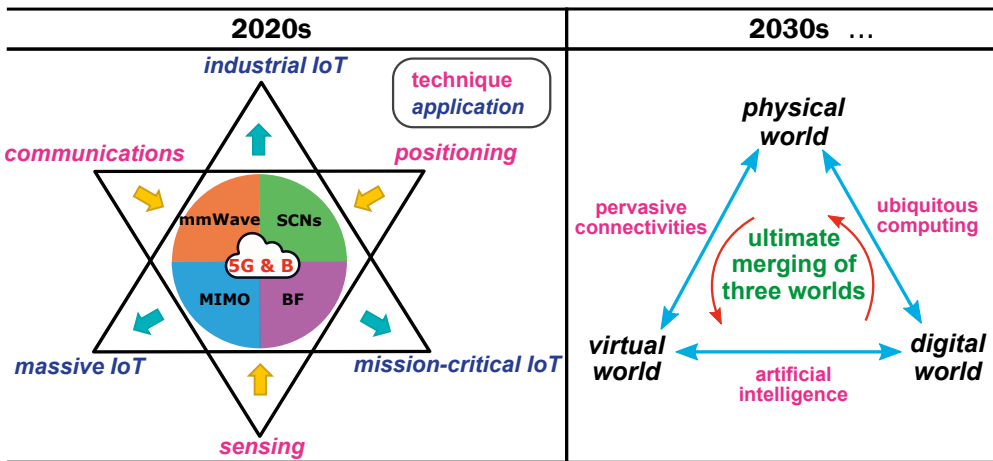 2020s
2030s ...
industrial IoT
technique
application
communications
positioning
mmWave
SCNs
5G & B
MIMO
BF
massive IoT
mission-critical IoT
sensing
physical
world
pervasive
connectivities
ubiquitous
computing
ultimate
merging of
three worlds
virtual
world
digital
world
artificial
intelligence